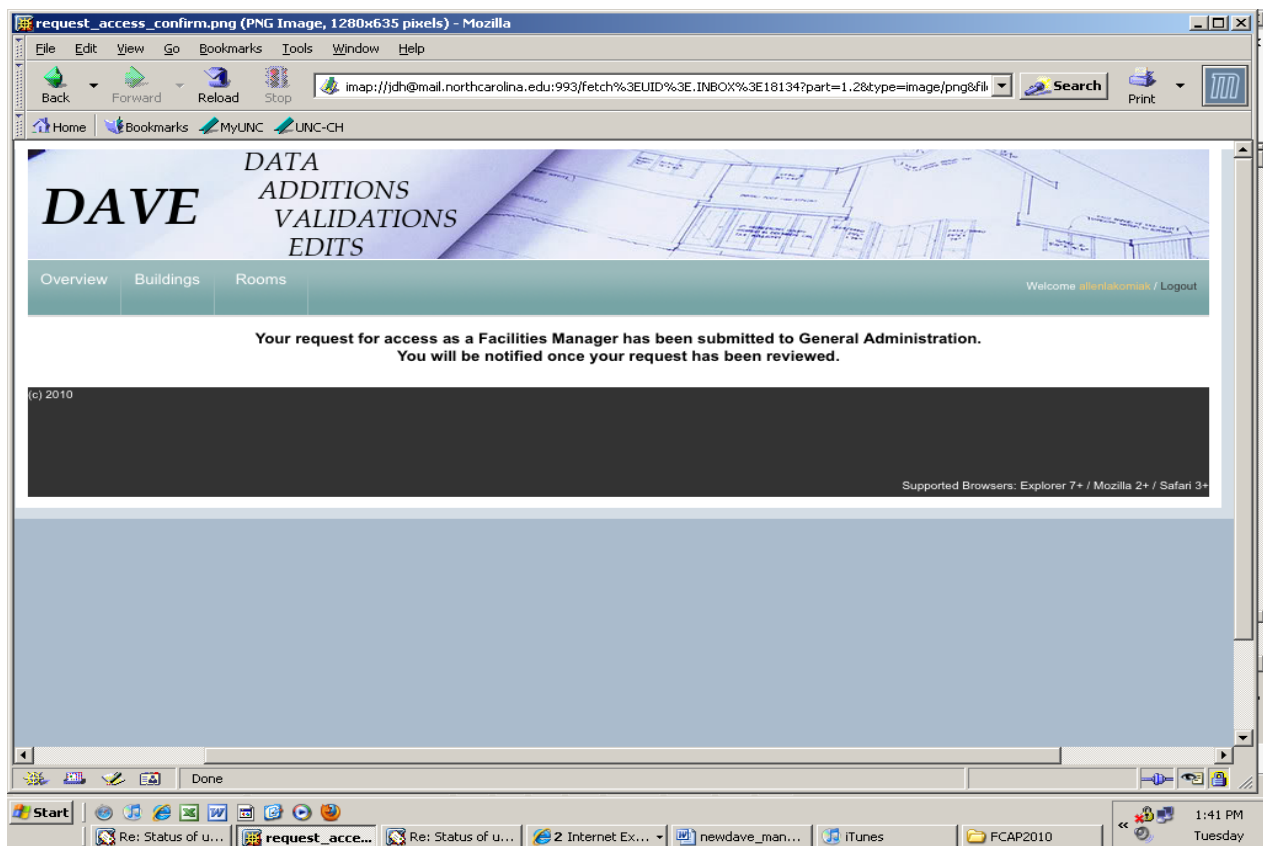 request_access_confirm.png (PNG Image, 1280x635 pixels) - Mozilla
File Edit View Go Bookmarks Tools Window Help
Back Forward Reload Stop
imap://jdh@mail.northcarolina.edu:993/fetch%3EUID%3E.INBOX%3E18134?part=1.2&type=image/png&fil
Search Print
Home Bookmarks MyUNC UNC-CH
DAVE
DATA
ADDITIONS
VALIDATIONS
EDITS
Overview Buildings Rooms
Welcome allenlakomiak / Logout
Your request for access as a Facilities Manager has been submitted to General Administration.
You will be notified once your request has been reviewed.
(c) 2010
Supported Browsers: Explorer 7+ / Mozilla 2+ / Safari 3+
Done
Start
1:41 PM
Re: Status of u... request_acce... Re: Status of u... 2 Internet Ex... newdave_man... iTunes FCAP2010
Tuesday